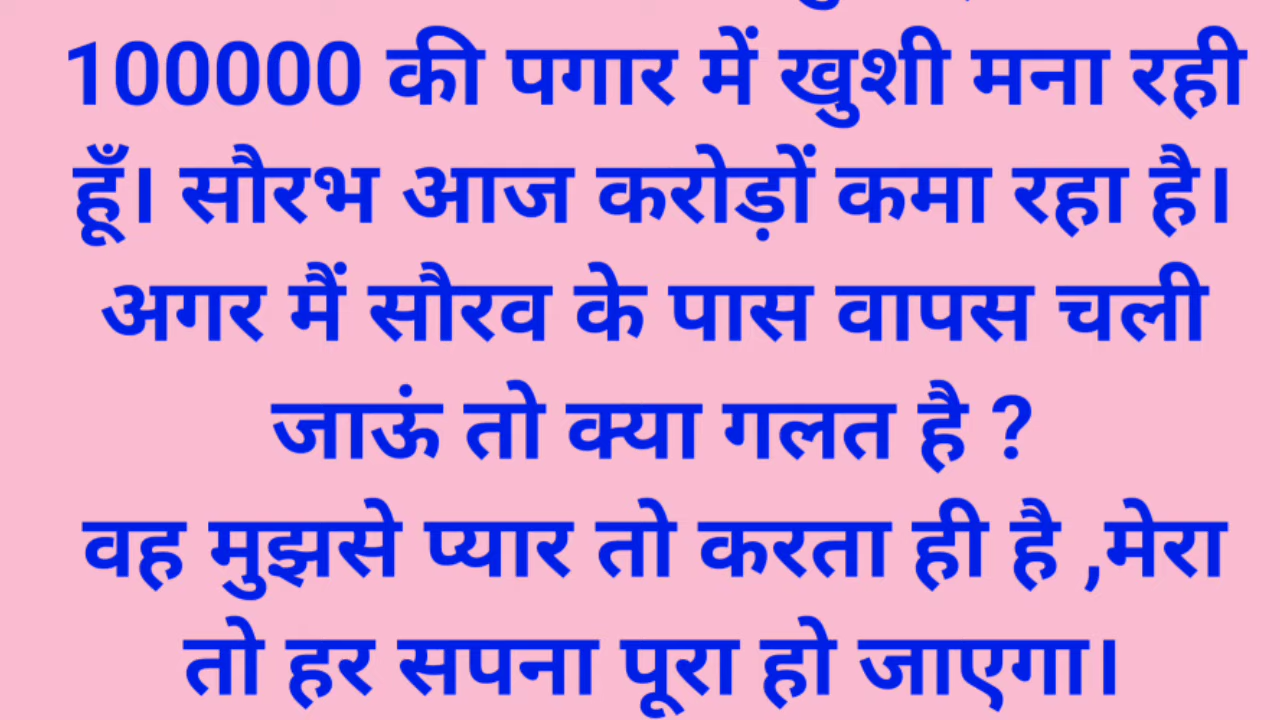 100000 की पगार में खुशी मना रही
हूँ। सौरभ आज करोड़ों कमा रहा है।
अगर मैं सौरव के पास वापस चली
जाऊं तो क्या गलत है ?
वह मुझसे प्यार तो करता ही है ,मेरा
तो हर सपना पूरा हो जाएगा।